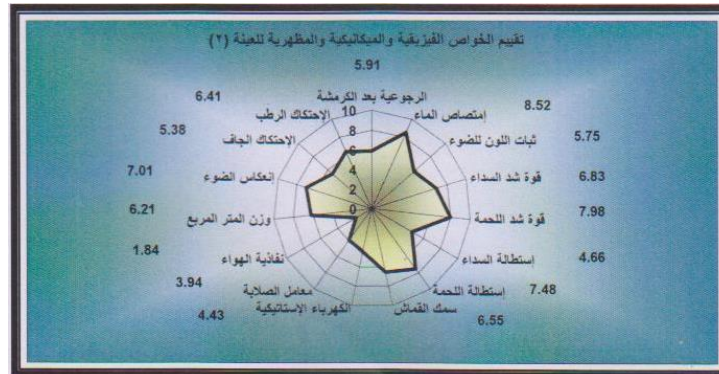 تقييم الخواص الفيزيقية والميكانيكية والمظهرية للعينة (٢)
5.91
الرجوعية بعد الكرمشة
8.52
إمتصاص الماء
5.75
ثبات اللون للضوء
6.83
قوة شد السداء
7.98
قوة شد اللحمة
4.66
إستطالة السداء
7.48
إستطالة اللحمة
6.55
سمك القماش
الكهرباء الإستاتيكية
4.43
معامل الصلابة
3.94
نفاذية الهواء
1.84
وزن المتر المربع
6.21
إنعكاس الضوء
7.01
الإحتكاك الجاف
5.38
الإحتكاك الرطب
6.41
10
8
6
4
2
0